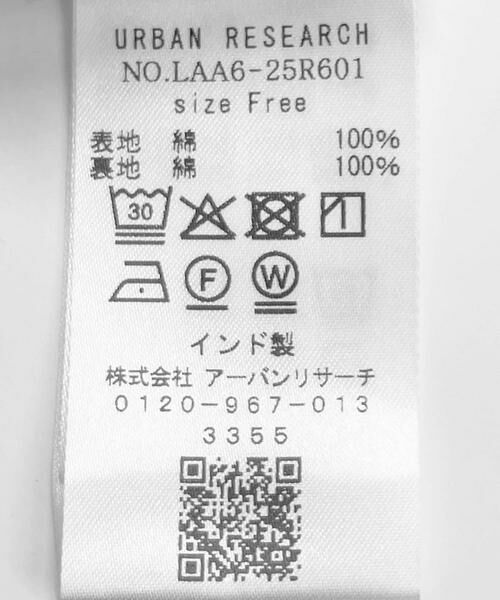 URBAN RESEARCH
NO.LAA6-25R601
size Free
表地 綿 100%
裏地 綿 100%
30
F W
インド製
株式会社 アーバンリサーチ
0120-967-013
3355